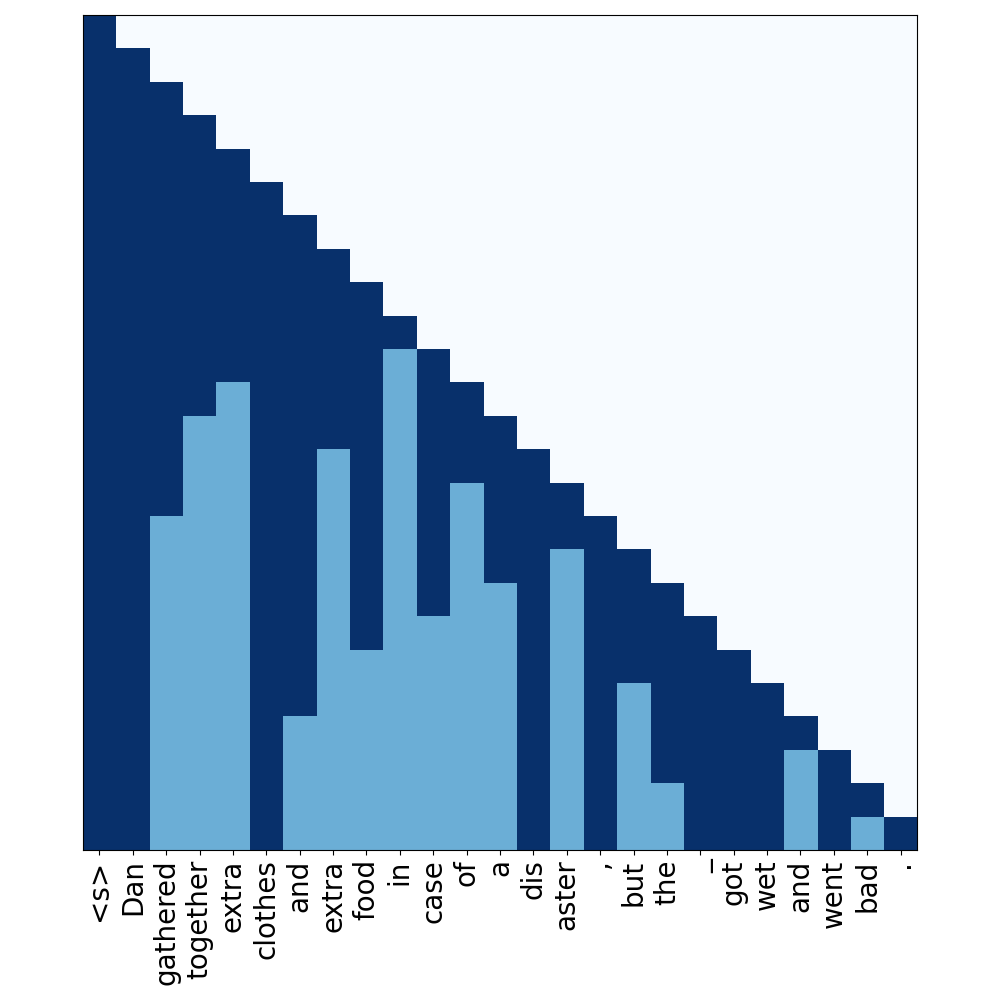 <s>
Dan
gathered
together
extra
clothes
and
extra
food
in
case
of
a
dis
aster
,
but
the
_
got
wet
and
went
bad
.